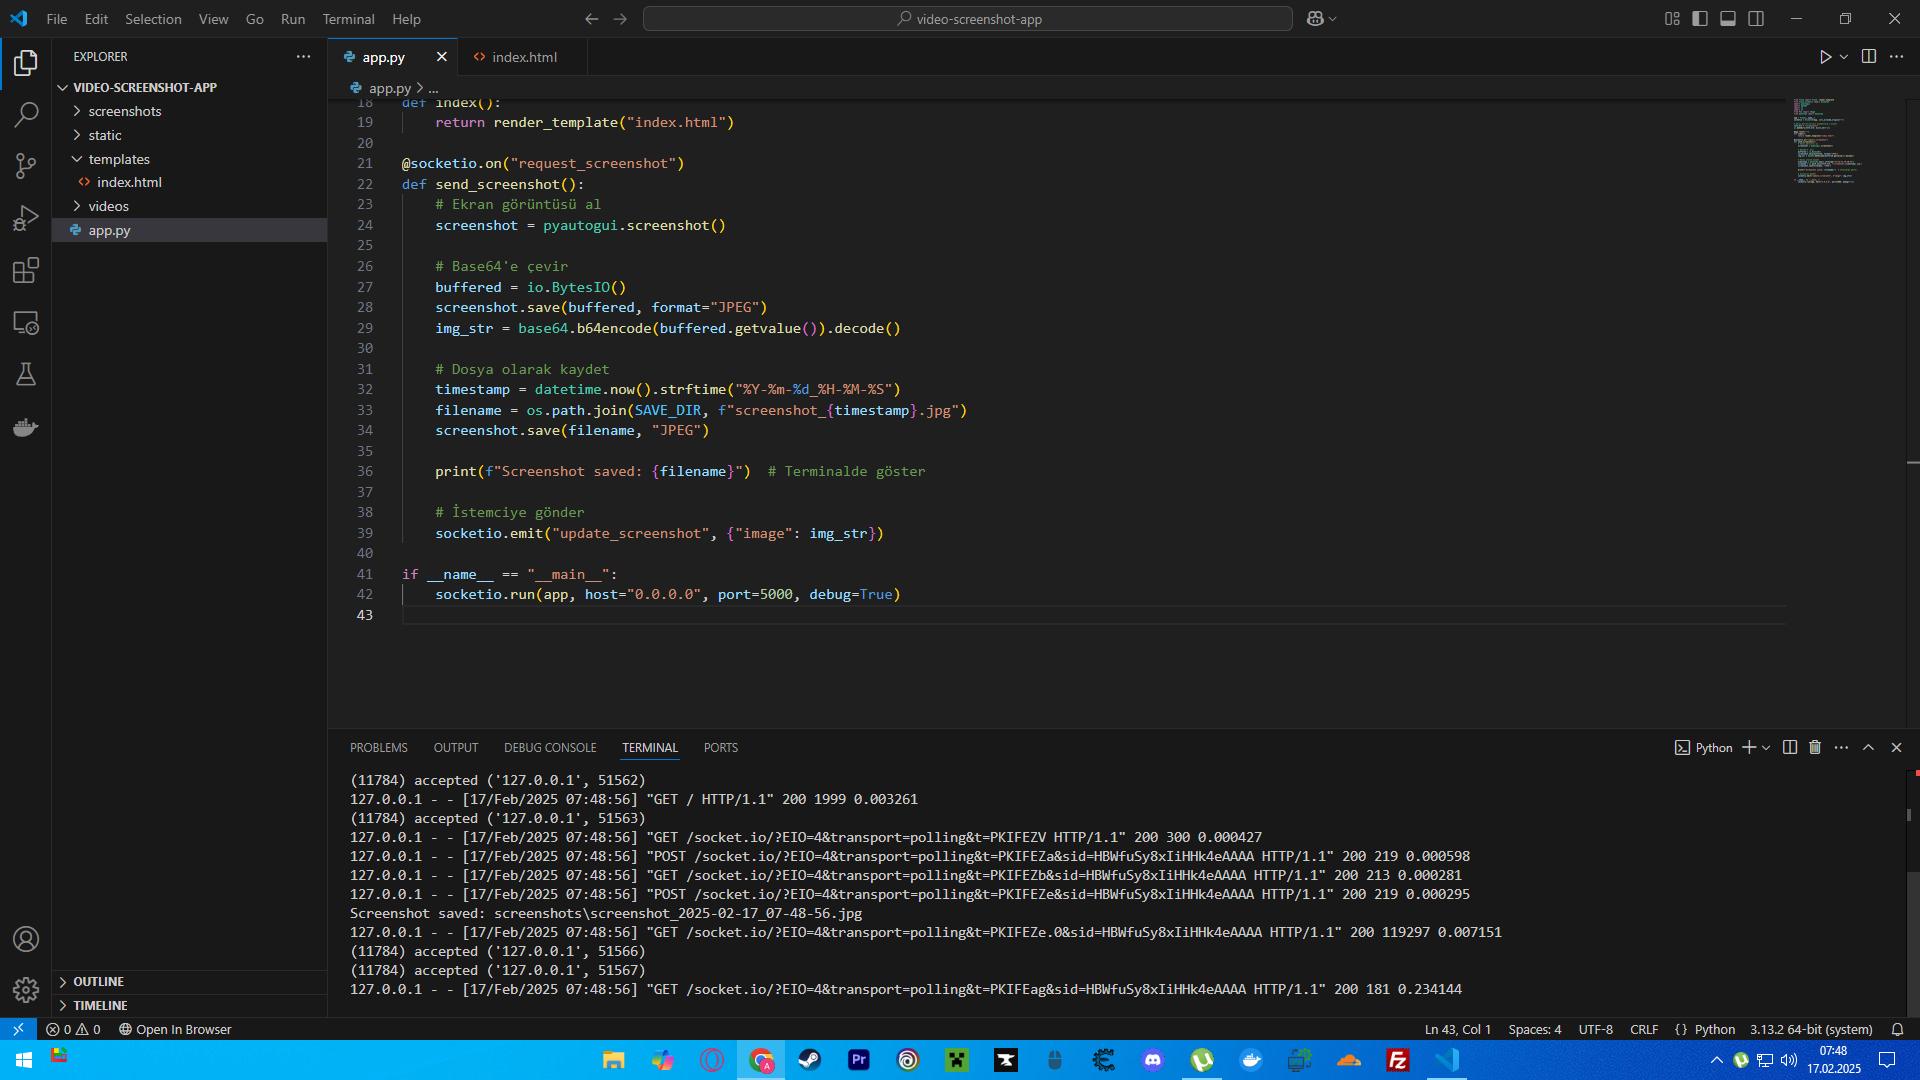 File Edit Selection View Go Run Terminal Help
video-screenshot-app
EXPLORER
VIDEO-SCREENSHOT-APP
screenshots
static
templates
index.html
videos
app.py
OUTLINE
TIMELINE
app.py
index.html
app.py > ...
18 def index():
19 return render_template("index.html")
20
21 @socketio.on("request_screenshot")
22 def send_screenshot():
23 # Ekran görüntüsü al
24 screenshot = pyautogui.screenshot()
25
26 # Base64'e çevir
27 buffered = io.BytesIO()
28 screenshot.save(buffered, format="JPEG")
29 img_str = base64.b64encode(buffered.getvalue()).decode()
30
31 # Dosya olarak kaydet
32 timestamp = datetime.now().strftime("%Y-%m-%d_%H-%M-%S")
33 filename = os.path.join(SAVE_DIR, f"screenshot_{timestamp}.jpg")
34 screenshot.save(filename, "JPEG")
35
36 print(f"Screenshot saved: {filename}")  # Terminalde göster
37
38 # İstemciye gönder
39 socketio.emit("update_screenshot", {"image": img_str})
40
41 if __name__ == "__main__":
42 socketio.run(app, host="0.0.0.0", port=5000, debug=True)
43
PROBLEMS OUTPUT DEBUG CONSOLE TERMINAL PORTS
Python
(11784) accepted ('127.0.0.1', 51562)
127.0.0.1 - - [17/Feb/2025 07:48:56] "GET / HTTP/1.1" 200 1999 0.003261
(11784) accepted ('127.0.0.1', 51563)
127.0.0.1 - - [17/Feb/2025 07:48:56] "GET /socket.io/?EIO=4&transport=polling&t=PKIFEZV HTTP/1.1" 200 300 0.000427
127.0.0.1 - - [17/Feb/2025 07:48:56] "POST /socket.io/?EIO=4&transport=polling&t=PKIFEZa&sid=HBWfuSy8xIiHHk4eAAAA HTTP/1.1" 200 219 0.000598
127.0.0.1 - - [17/Feb/2025 07:48:56] "GET /socket.io/?EIO=4&transport=polling&t=PKIFEZb&sid=HBWfuSy8xIiHHk4eAAAA HTTP/1.1" 200 213 0.000281
127.0.0.1 - - [17/Feb/2025 07:48:56] "POST /socket.io/?EIO=4&transport=polling&t=PKIFEZe&sid=HBWfuSy8xIiHHk4eAAAA HTTP/1.1" 200 219 0.000295
Screenshot saved: screenshots\screenshot_2025-02-17_07-48-56.jpg
127.0.0.1 - - [17/Feb/2025 07:48:56] "GET /socket.io/?EIO=4&transport=polling&t=PKIFEZe.0&sid=HBWfuSy8xIiHHk4eAAAA HTTP/1.1" 200 119297 0.007151
(11784) accepted ('127.0.0.1', 51566)
(11784) accepted ('127.0.0.1', 51567)
127.0.0.1 - - [17/Feb/2025 07:48:56] "GET /socket.io/?EIO=4&transport=polling&t=PKIFEag&sid=HBWfuSy8xIiHHk4eAAAA HTTP/1.1" 200 181 0.234144
0 0 Open In Browser
Ln 43, Col 1 Spaces: 4 UTF-8 CRLF {} Python 3.13.2 64-bit (system)
A
Pr
Fz
07:48
17.02.2025